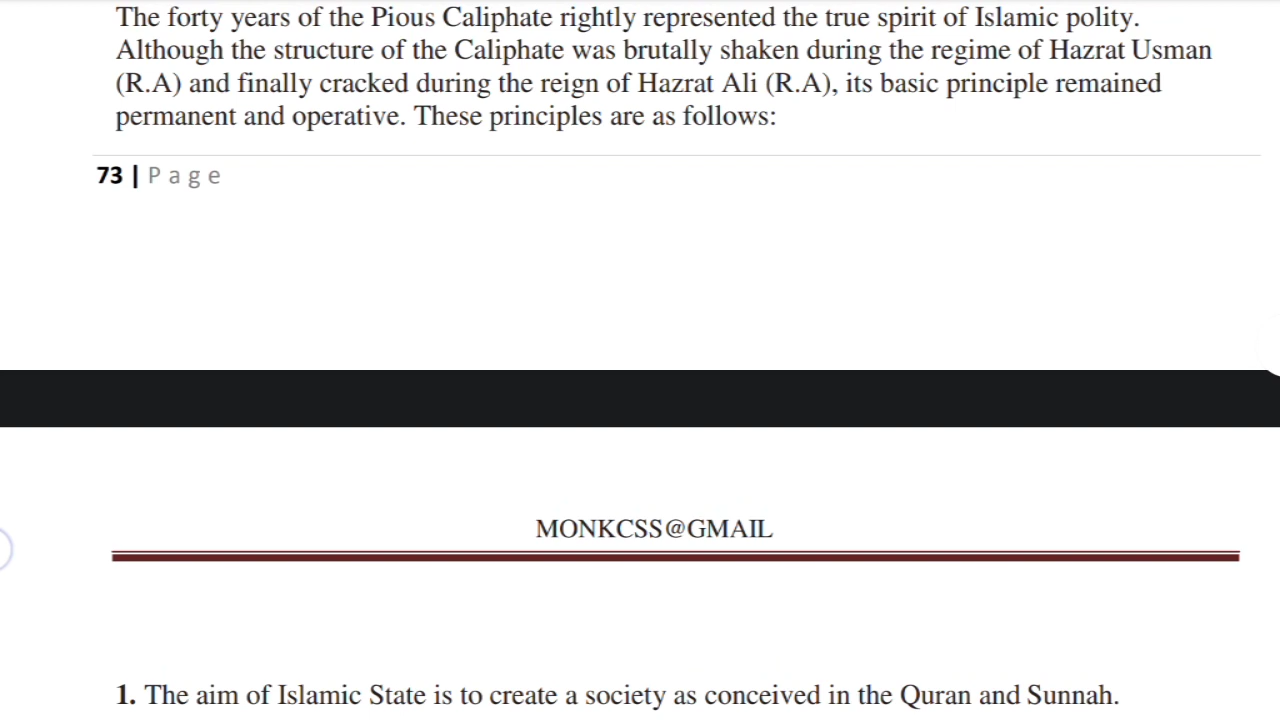 The forty years of the Pious Caliphate rightly represented the true spirit of Islamic polity.
Although the structure of the Caliphate was brutally shaken during the regime of Hazrat Usman
(R.A) and finally cracked during the reign of Hazrat Ali (R.A), its basic principle remained
permanent and operative. These principles are as follows:
73 | P a g e
MONKCSS@GMAIL
1. The aim of Islamic State is to create a society as conceived in the Quran and Sunnah.